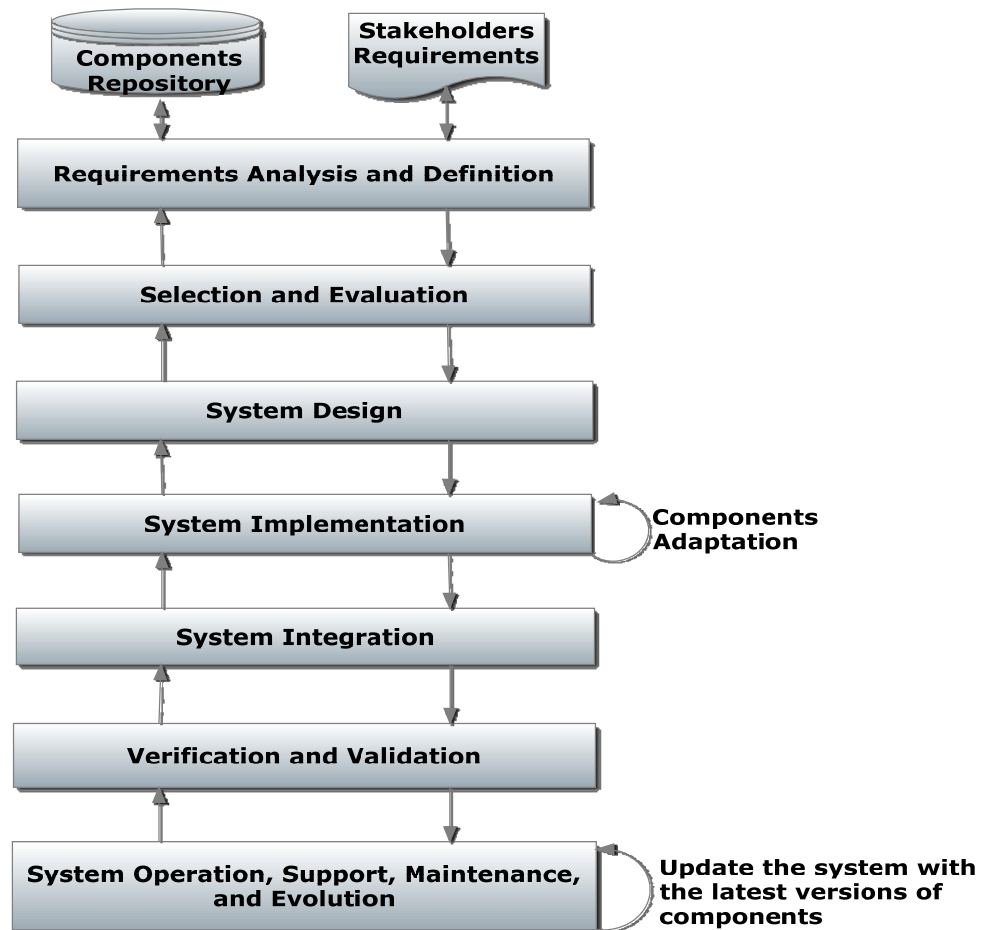 Components
Repository
Stakeholders
Requirements
Requirements Analysis and Definition
Selection and Evaluation
System Design
System Implementation
Components
Adaptation
System Integration
Verification and Validation
System Operation, Support, Maintenance,
and Evolution
Update the system with
the latest versions of
components